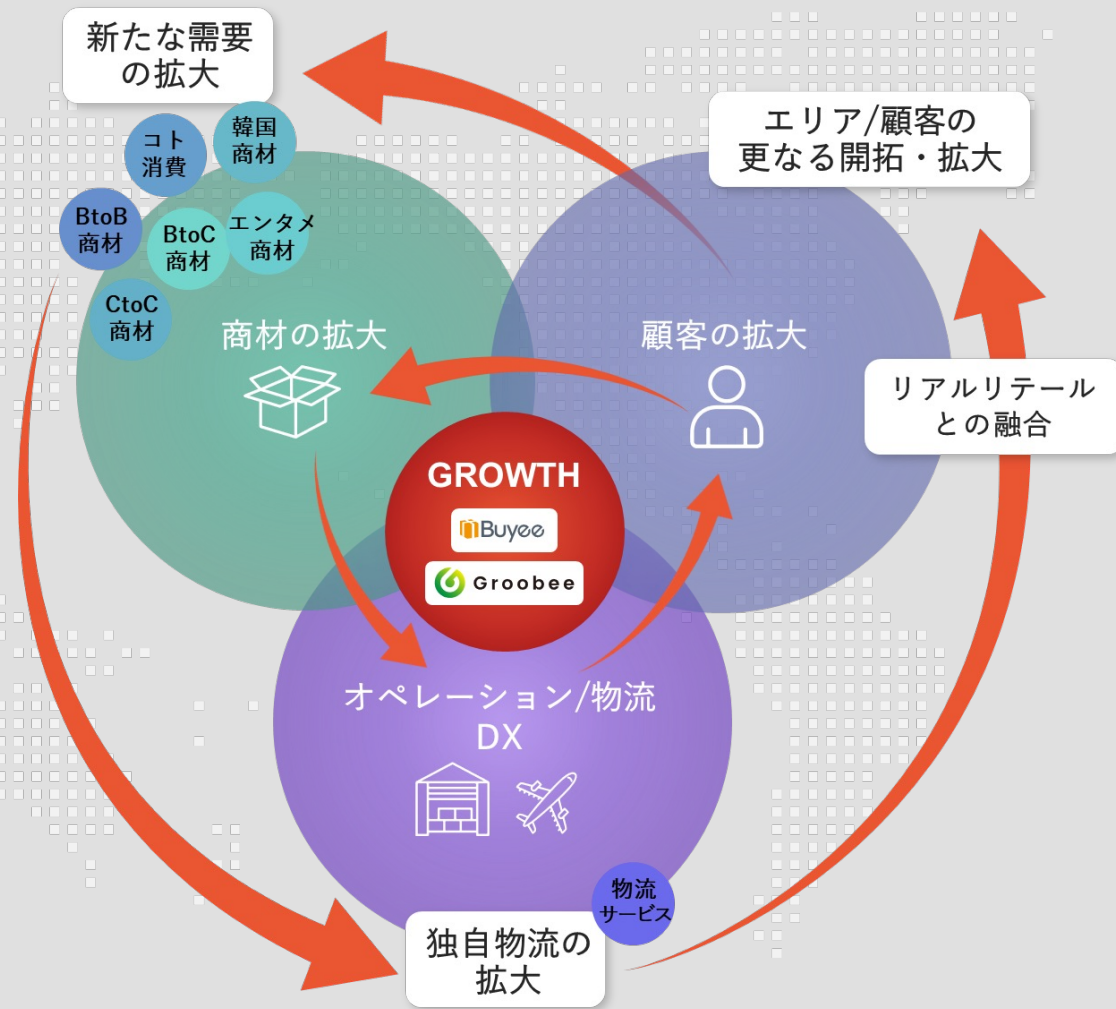 新たな需要
の拡大
エリア/顧客の
更なる開拓・拡大
コト
消費
韓国
商材
BtoB
商材
BtoC
商材
エンタメ
商材
CtoC
商材
商材の拡大
顧客の拡大
リアルリテール
との融合
GROWTH
Buyee
Groobee
オペレーション/物流
DX
物流
サービス
独自物流の
拡大